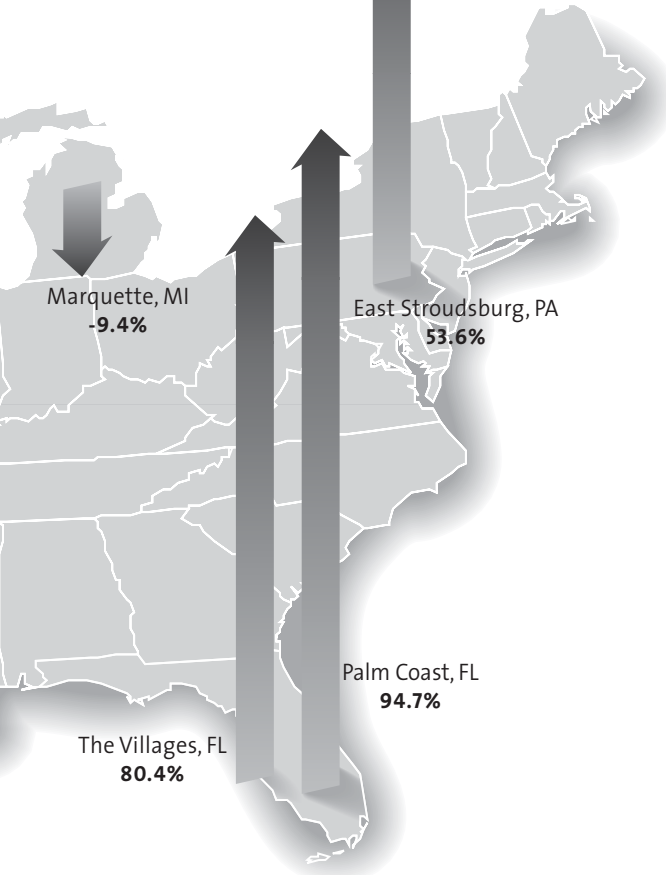 Marquette, MI
-9.4%
East Stroudsburg, PA
53.6%
Palm Coast, FL
94.7%
The Villages, FL
80.4%